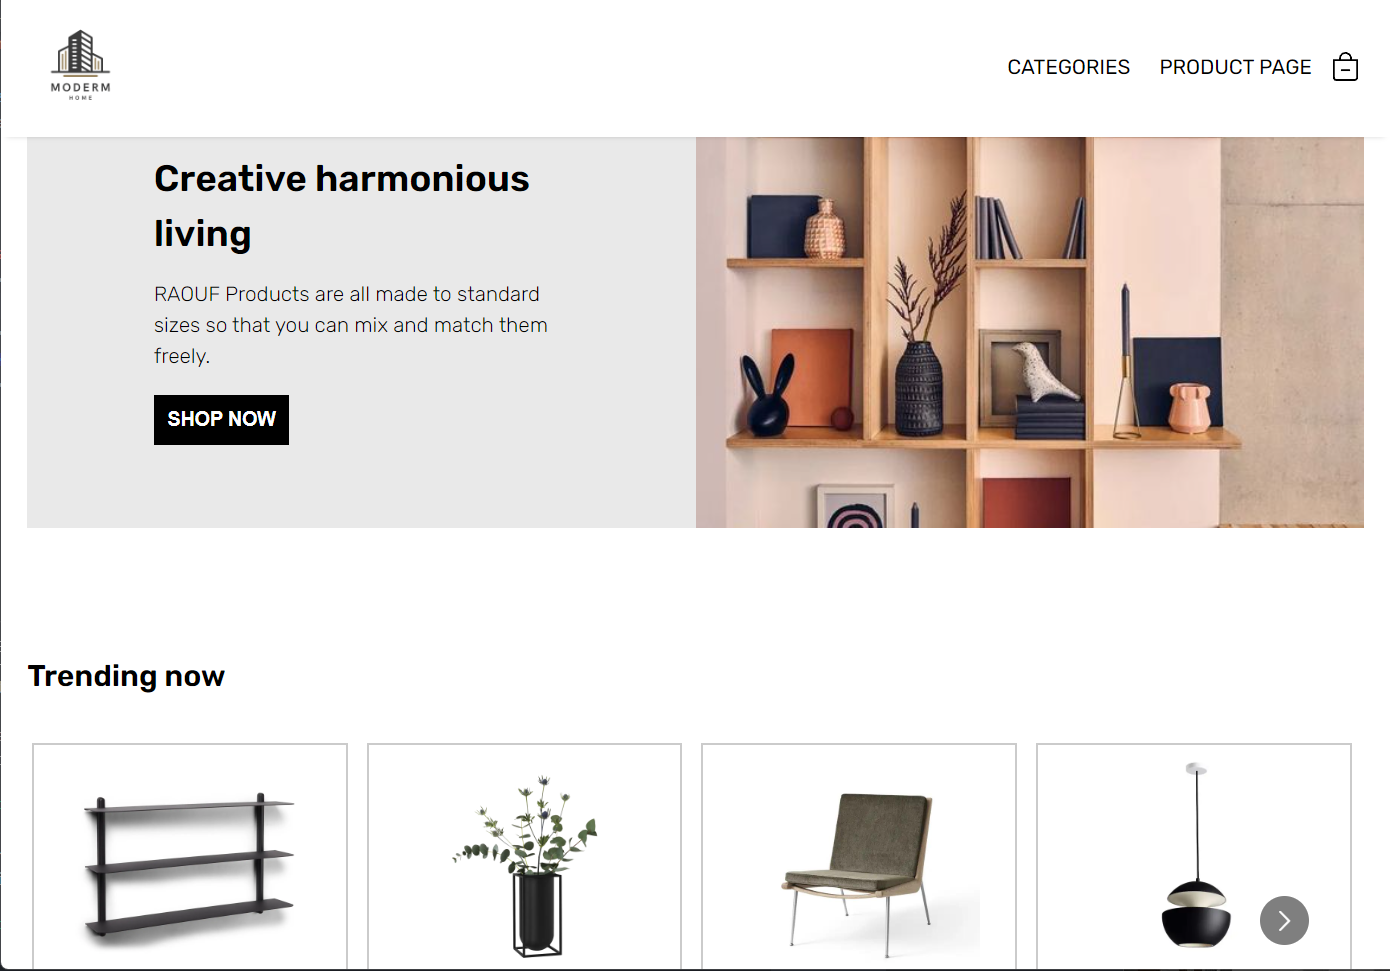 MODERM
HOME
CATEGORIES PRODUCT PAGE
Creative harmonious
living
RAOUF Products are all made to standard
sizes so that you can mix and match them
freely.
SHOP NOW
Trending now